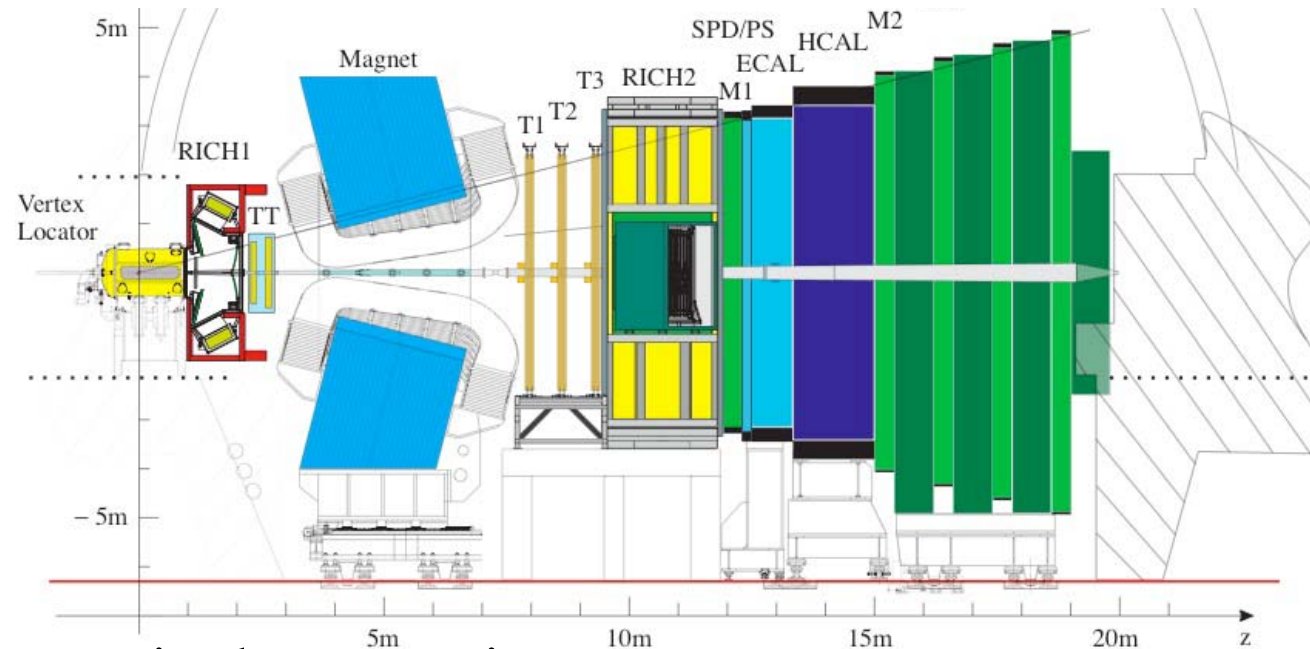 M2
SPD/PS
HCAL
5m
Magnet
ECAL
RICH2
T3
M1
T2
T1
RICH1
Vertex
Locator
TT
– 5m
5m
10m
15m
20m
z